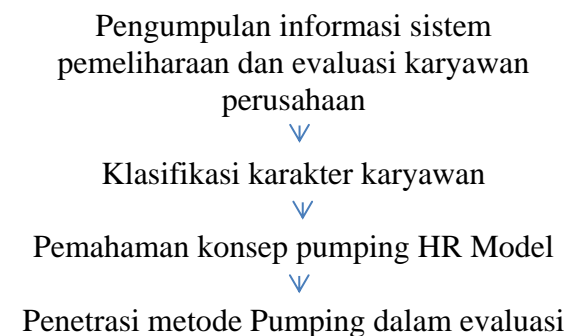 Pengumpulan informasi sistem
pemeliharaan dan evaluasi karyawan
perusahaan
Klasifikasi karakter karyawan
Pemahaman konsep pumping HR Model
Penetrasi metode Pumping dalam evaluasi